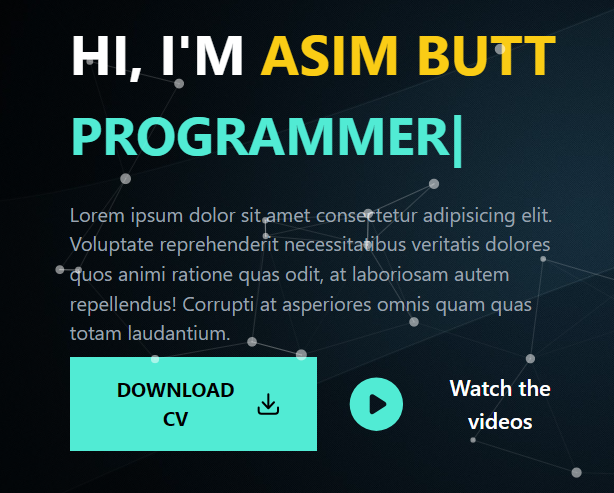 HI, I'M ASIM BUTT
PROGRAMMER|
Lorem ipsum dolor sit amet consectetur adipisicing elit.
Voluptate reprehenderit necessitatibus veritatis dolores
quos animi ratione quas odit, at laboriosam autem
repellendus! Corrupti at asperiores omnis quam quas
totam laudantium.
DOWNLOAD
CV
Watch the
videos